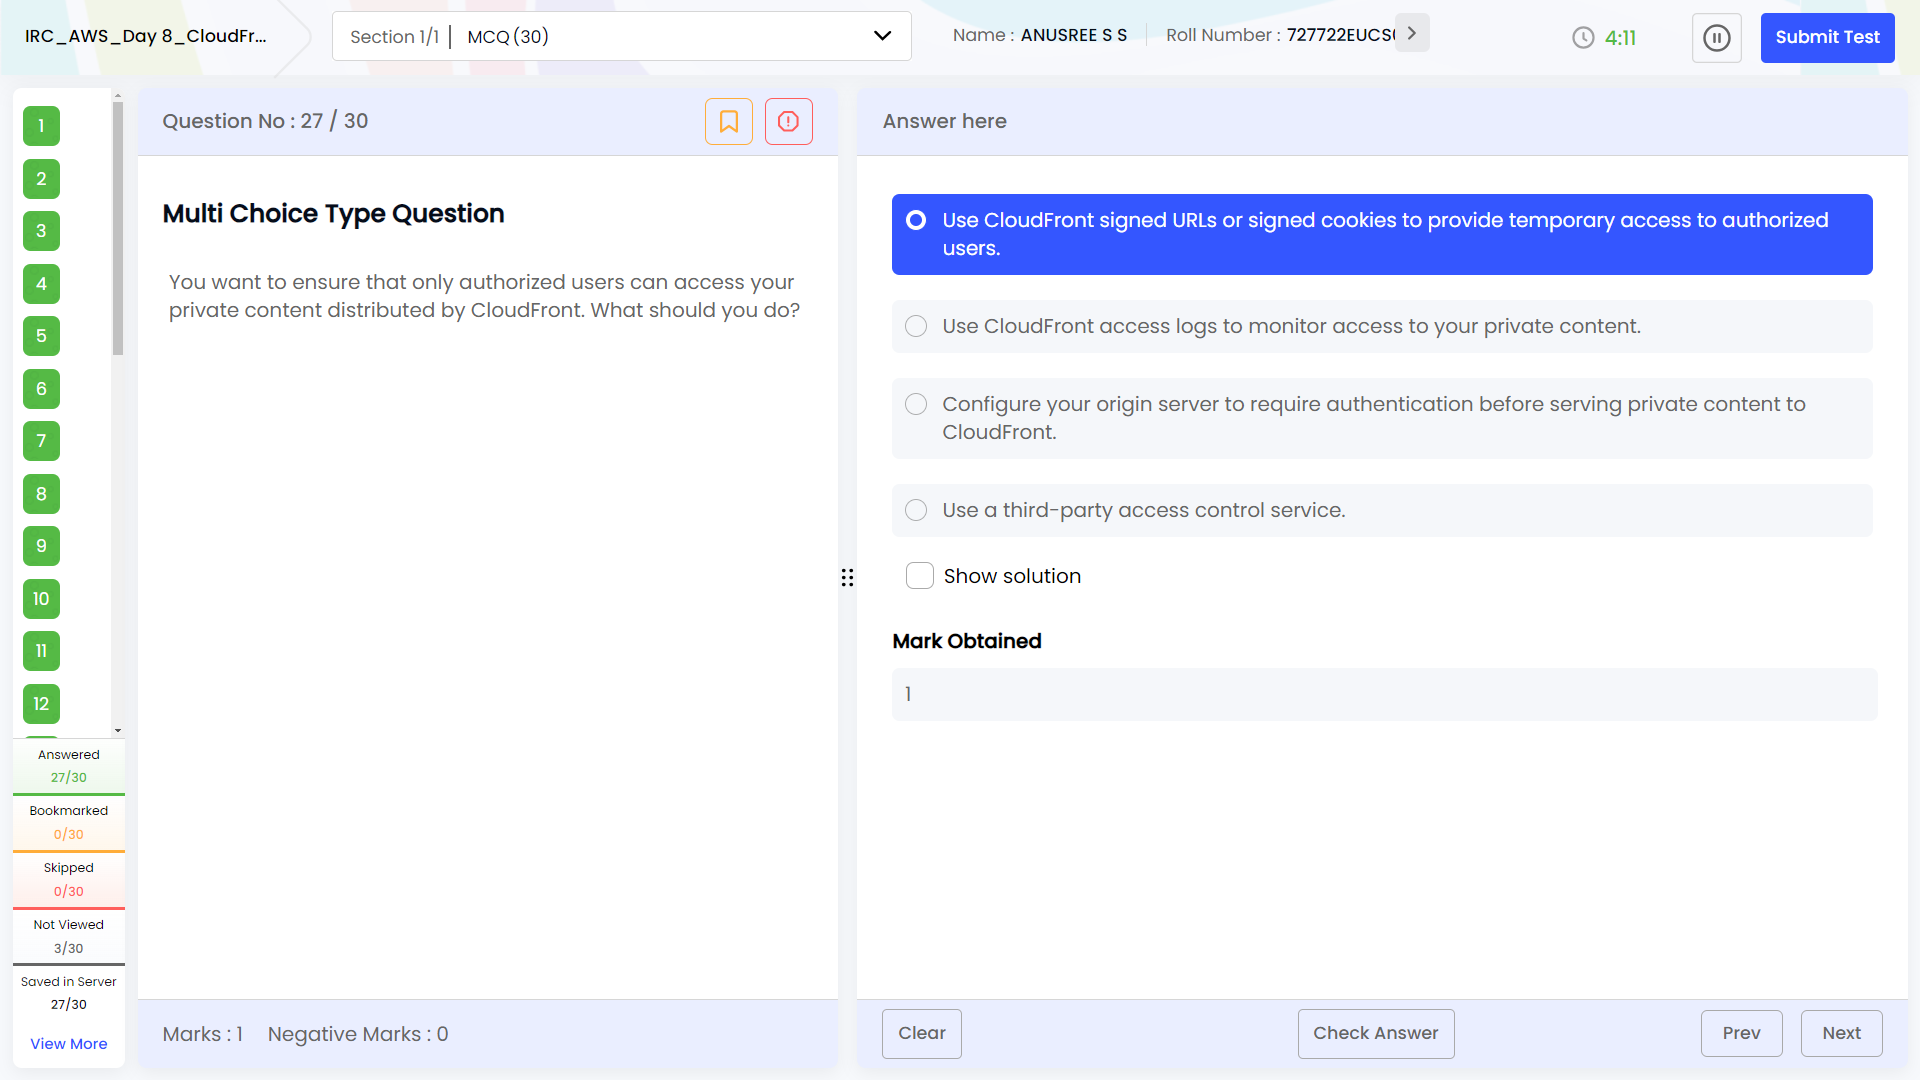 IRC_AWS_Day 8_CloudFr...
Section 1/1 | MCQ (30)
Name : ANUSREE S S
Roll Number : 727722EUCS
4:11
Submit Test
1
2
3
4
5
6
7
8
9
10
11
12
Answered
27/30
Bookmarked
0/30
Skipped
0/30
Not Viewed
3/30
Saved in Server
27/30
View More
Question No : 27 / 30
Multi Choice Type Question
You want to ensure that only authorized users can access your
private content distributed by CloudFront. What should you do?
Marks : 1 Negative Marks : 0
Answer here
Use CloudFront signed URLs or signed cookies to provide temporary access to authorized
users.
Use CloudFront access logs to monitor access to your private content.
Configure your origin server to require authentication before serving private content to
CloudFront.
Use a third-party access control service.
Show solution
Mark Obtained
1
Clear
Check Answer
Prev
Next